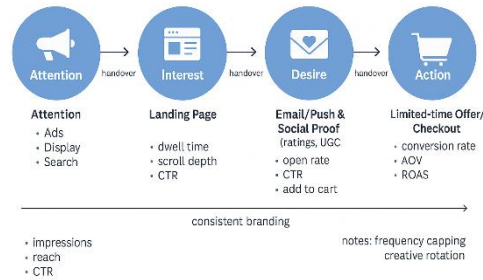 Attention
handover
Interest
handover
Desire
handover
Action
Attention
• Ads
• Display
• Search
Landing Page
• dwell time
• scroll depth
• CTR
Email/Push &
Social Proof
(ratings, UGC
• open rate
• CTR
• add to cart
Limited-time Offer/
Checkout
• conversion rate
• AOV
• ROAS
consistent branding
• impressions
• reach
• CTR
notes: frequency capping
creative rotation